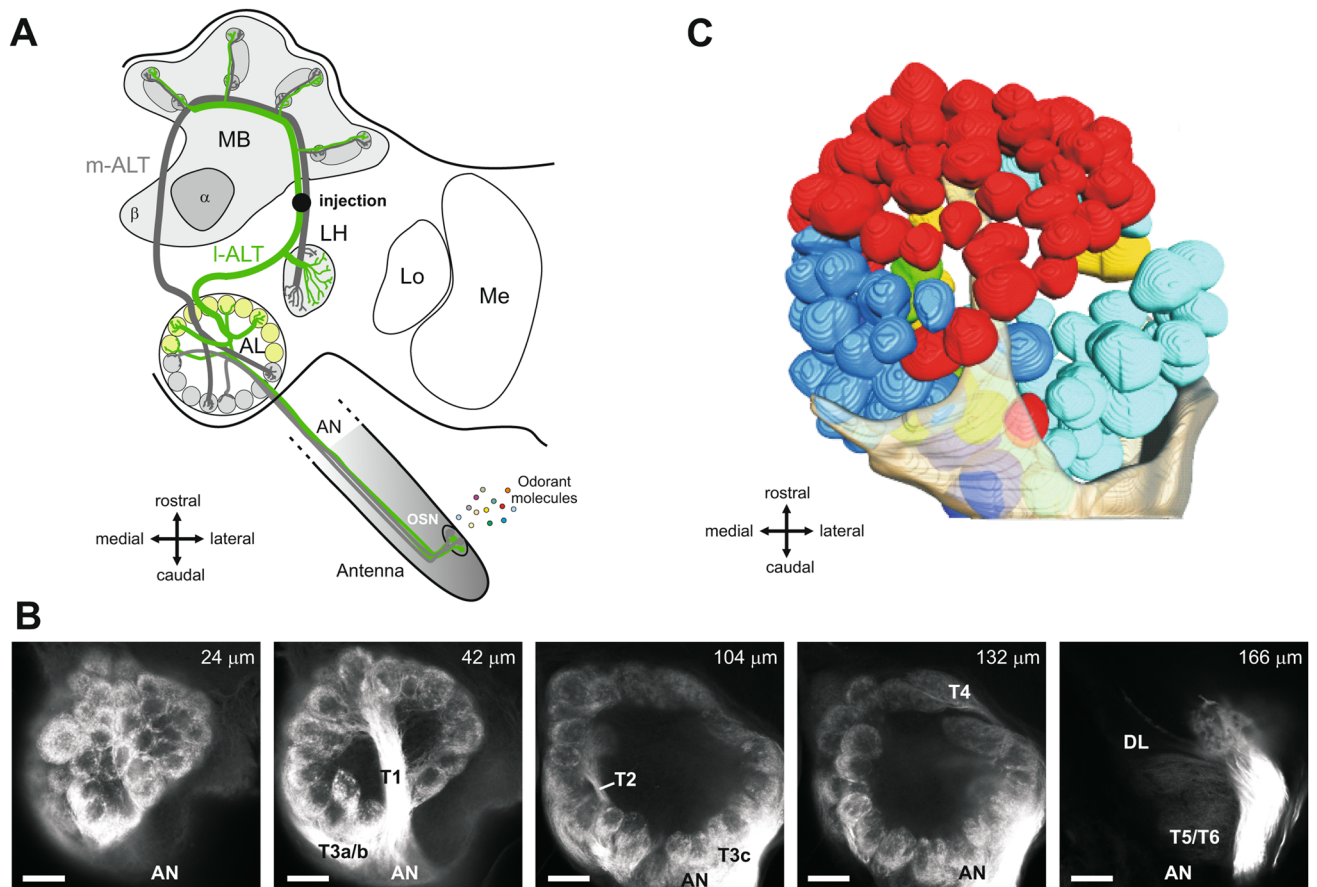 A
MB
m-ALT
α
β
injection
LH
l-ALT
Lo
Me
AL
AN
Odorant
molecules
OSN
Antenna
rostral
medial
lateral
caudal
C
rostral
medial
lateral
caudal
B
24 μm
AN
42 μm
T1
T3a/b
AN
104 μm
T2
T3c
AN
132 μm
T4
AN
166 μm
DL
T5/T6
AN